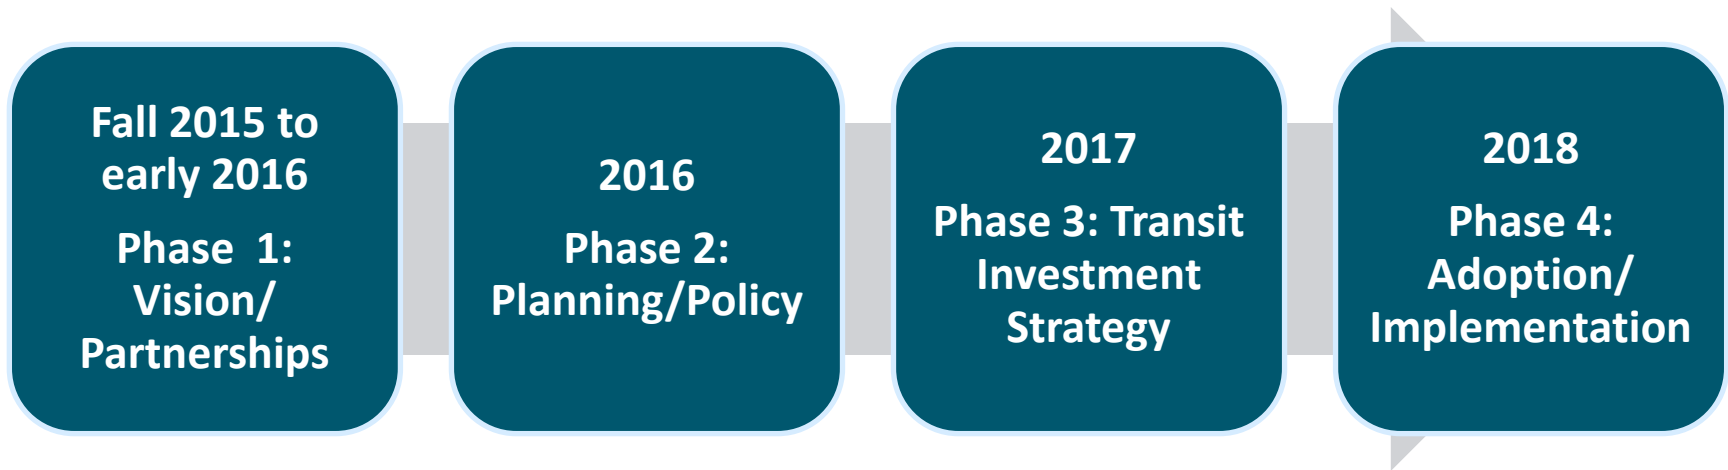 Fall 2015 to
early 2016
Phase  1:
Vision/
Partnerships
2016
Phase 2:
Planning/Policy
2017
Phase 3: Transit
Investment
Strategy
2018
Phase 4:
Adoption/
Implementation